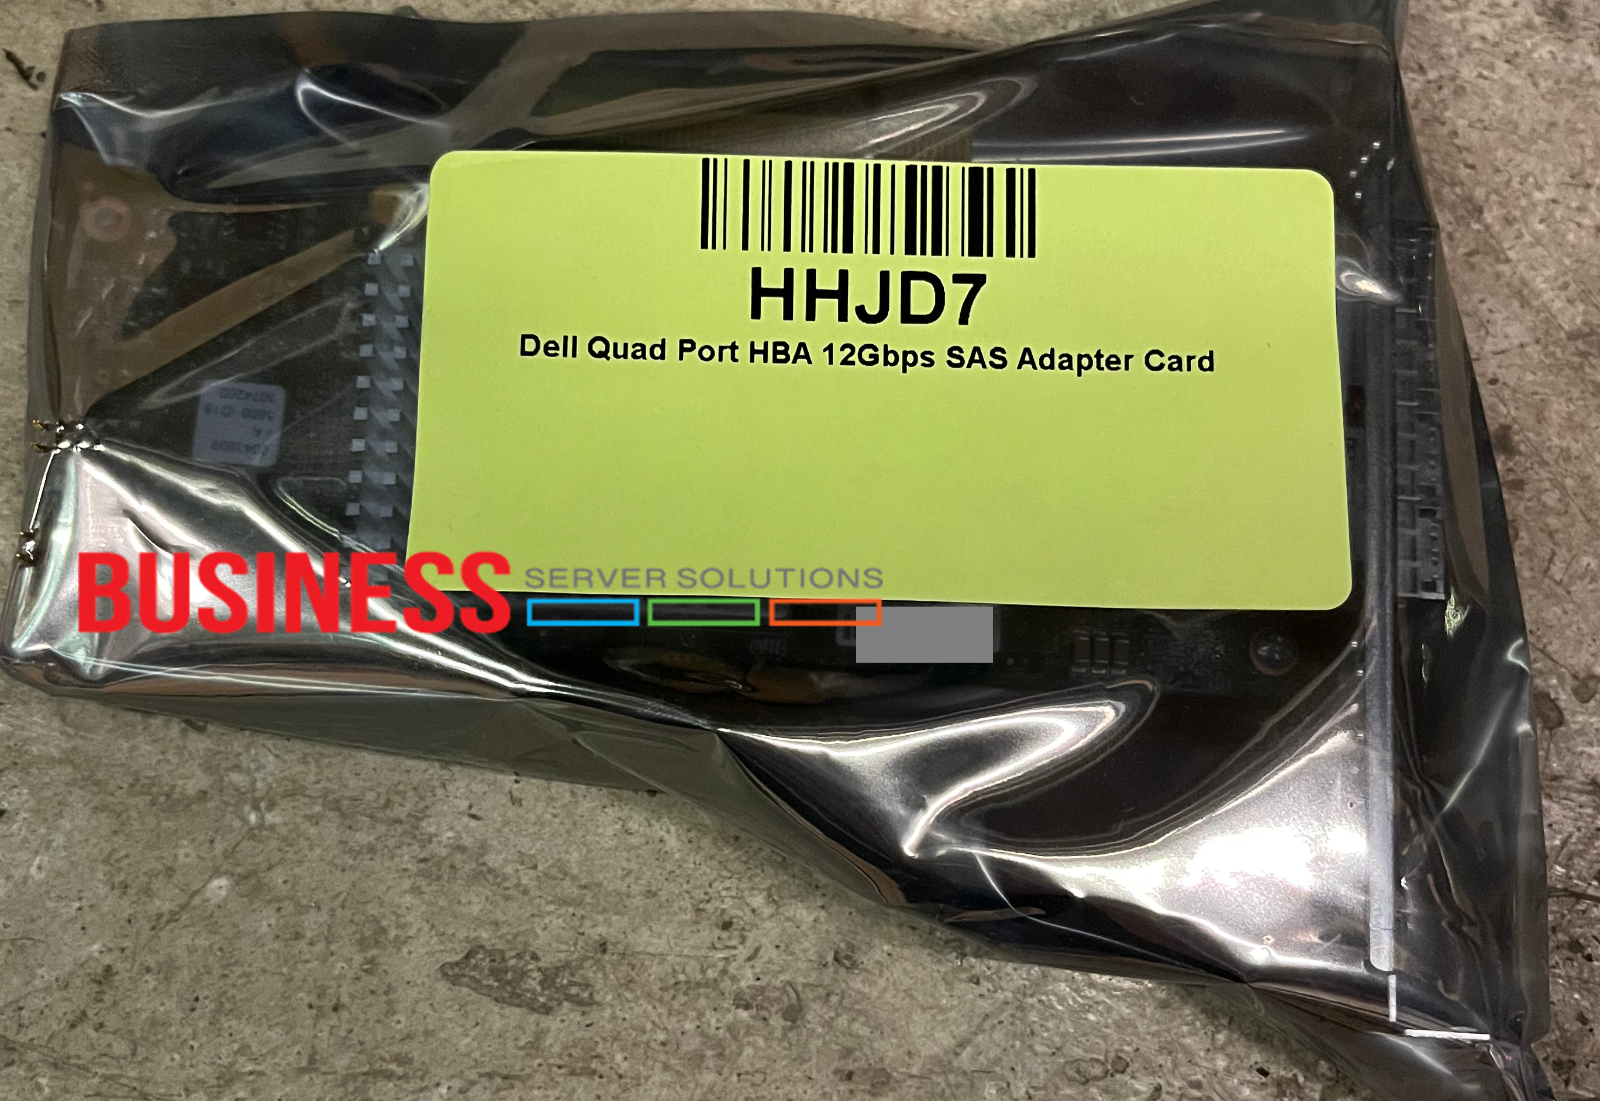 HHJD7
Dell Quad Port HBA 12Gbps SAS Adapter Card
BUSINESS
SERVER SOLUTIONS